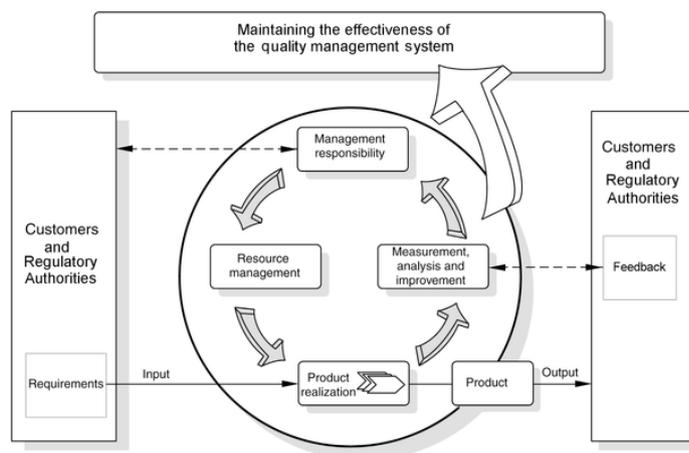 Maintaining the effectiveness of
the quality management system
Management
responsibility
Customers
and
Regulatory
Authorities
Customers
and
Regulatory
Authorities
Resource
management
Measurement,
analysis and
improvement
Feedback
Requirements
Input
Product
realization
Product
Output